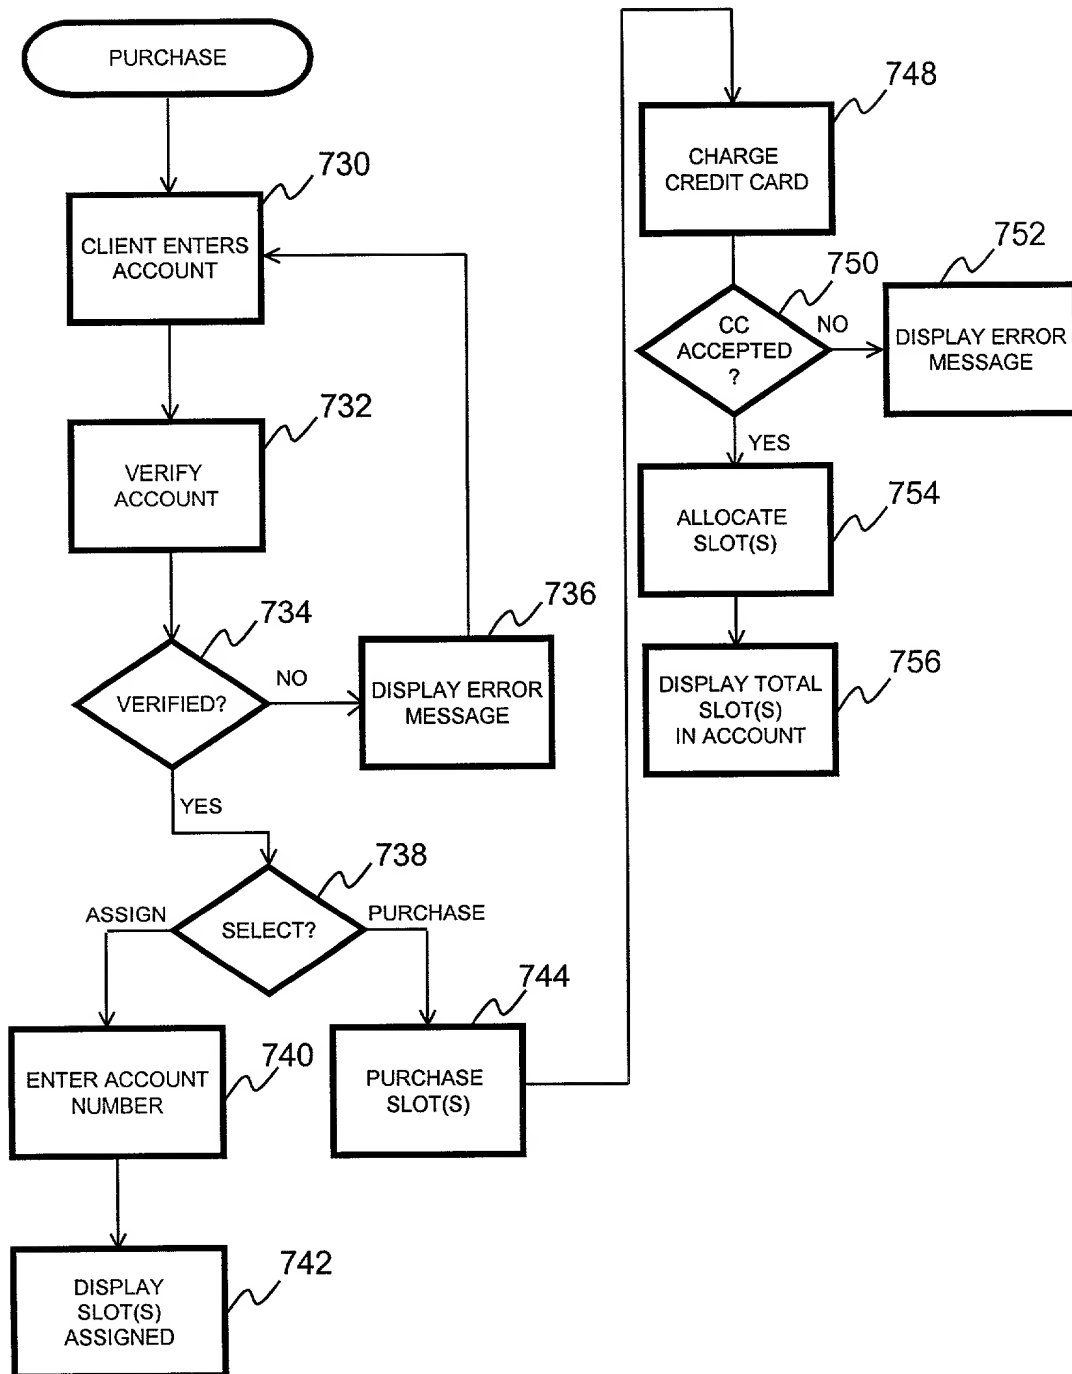 PURCHASE
730
CLIENT ENTERS
ACCOUNT
732
VERIFY
ACCOUNT
734
VERIFIED?
NO
736
DISPLAY ERROR
MESSAGE
YES
738
SELECT?
ASSIGN
PURCHASE
740
ENTER ACCOUNT
NUMBER
742
DISPLAY
SLOT(S)
ASSIGNED
744
PURCHASE
SLOT(S)
748
CHARGE
CREDIT CARD
750
CC
ACCEPTED
?
NO
752
DISPLAY ERROR
MESSAGE
YES
754
ALLOCATE
SLOT(S)
756
DISPLAY TOTAL
SLOT(S)
IN ACCOUNT